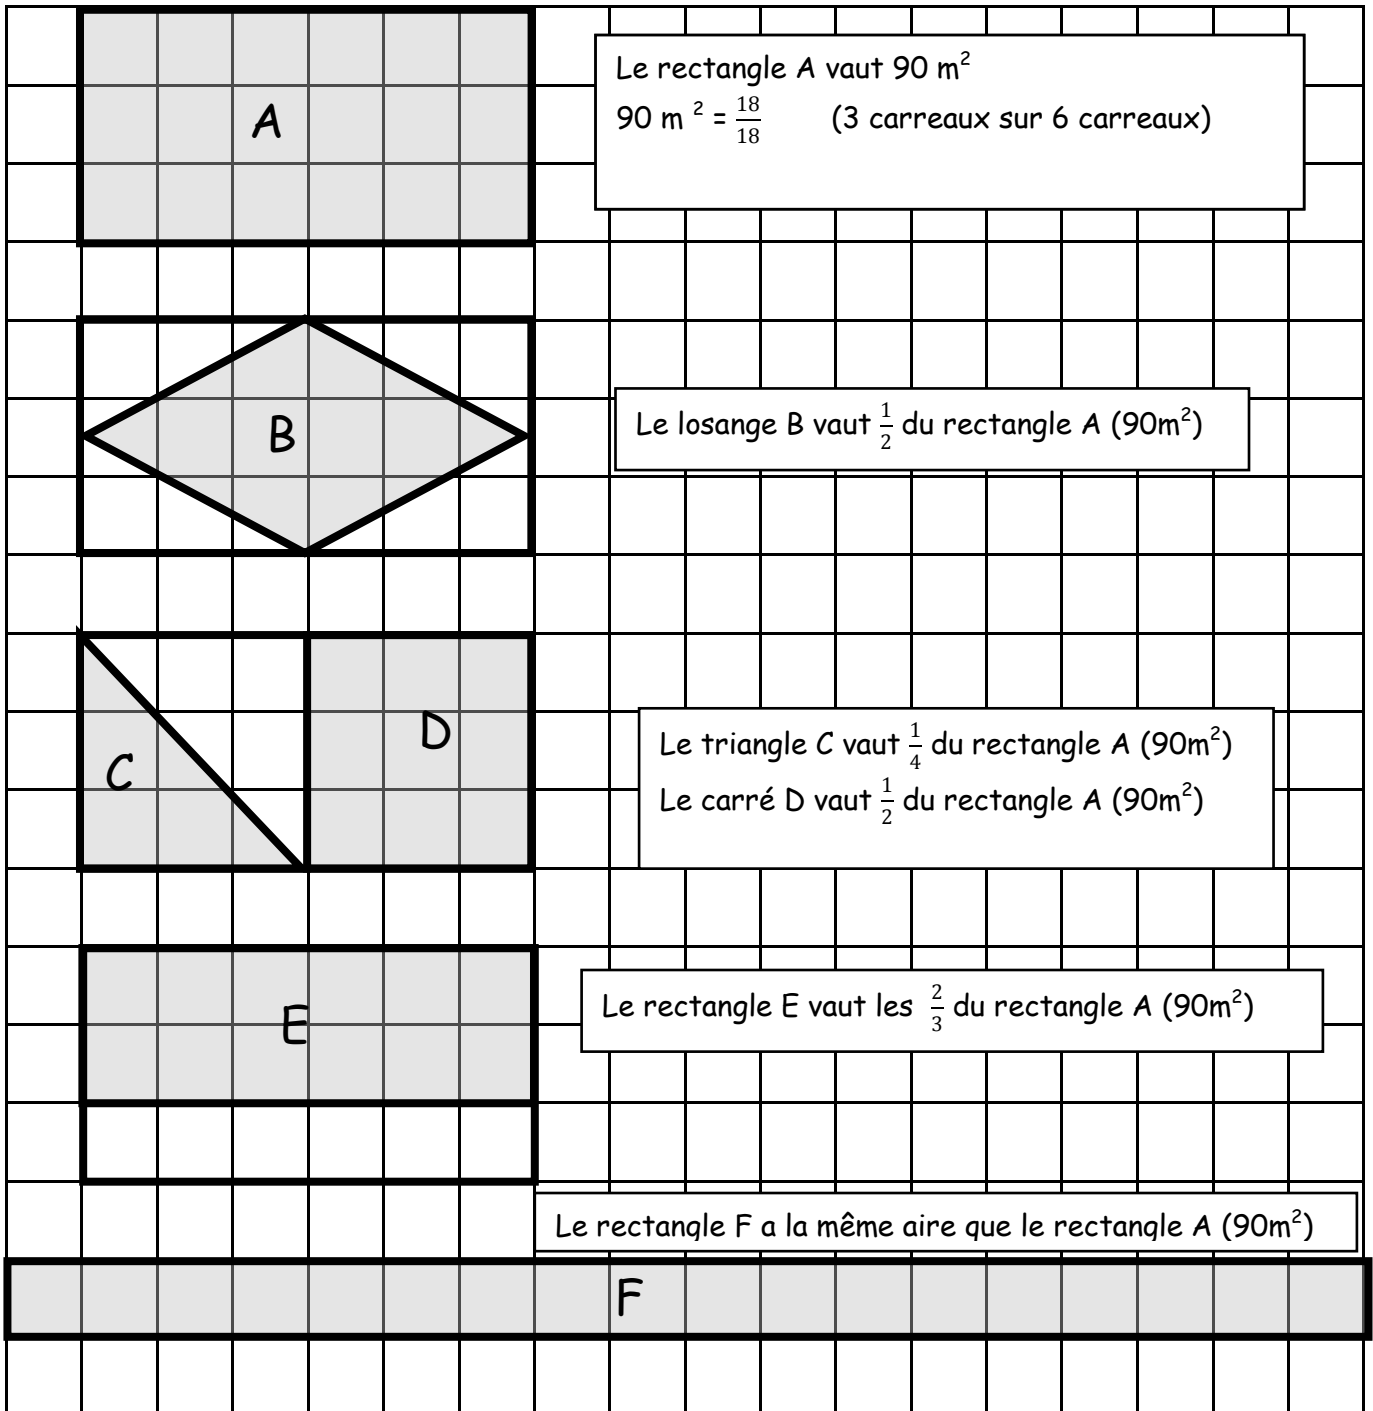 A
Le rectangle A vaut 90 m²
90 m ² = 18/18 (3 carreaux sur 6 carreaux)
B
Le losange B vaut 1/2 du rectangle A (90m²)
C
D
Le triangle C vaut 1/4 du rectangle A (90m²)
Le carré D vaut 1/2 du rectangle A (90m²)
E
Le rectangle E vaut les 2/3 du rectangle A (90m²)
Le rectangle F a la même aire que le rectangle A (90m²)
F